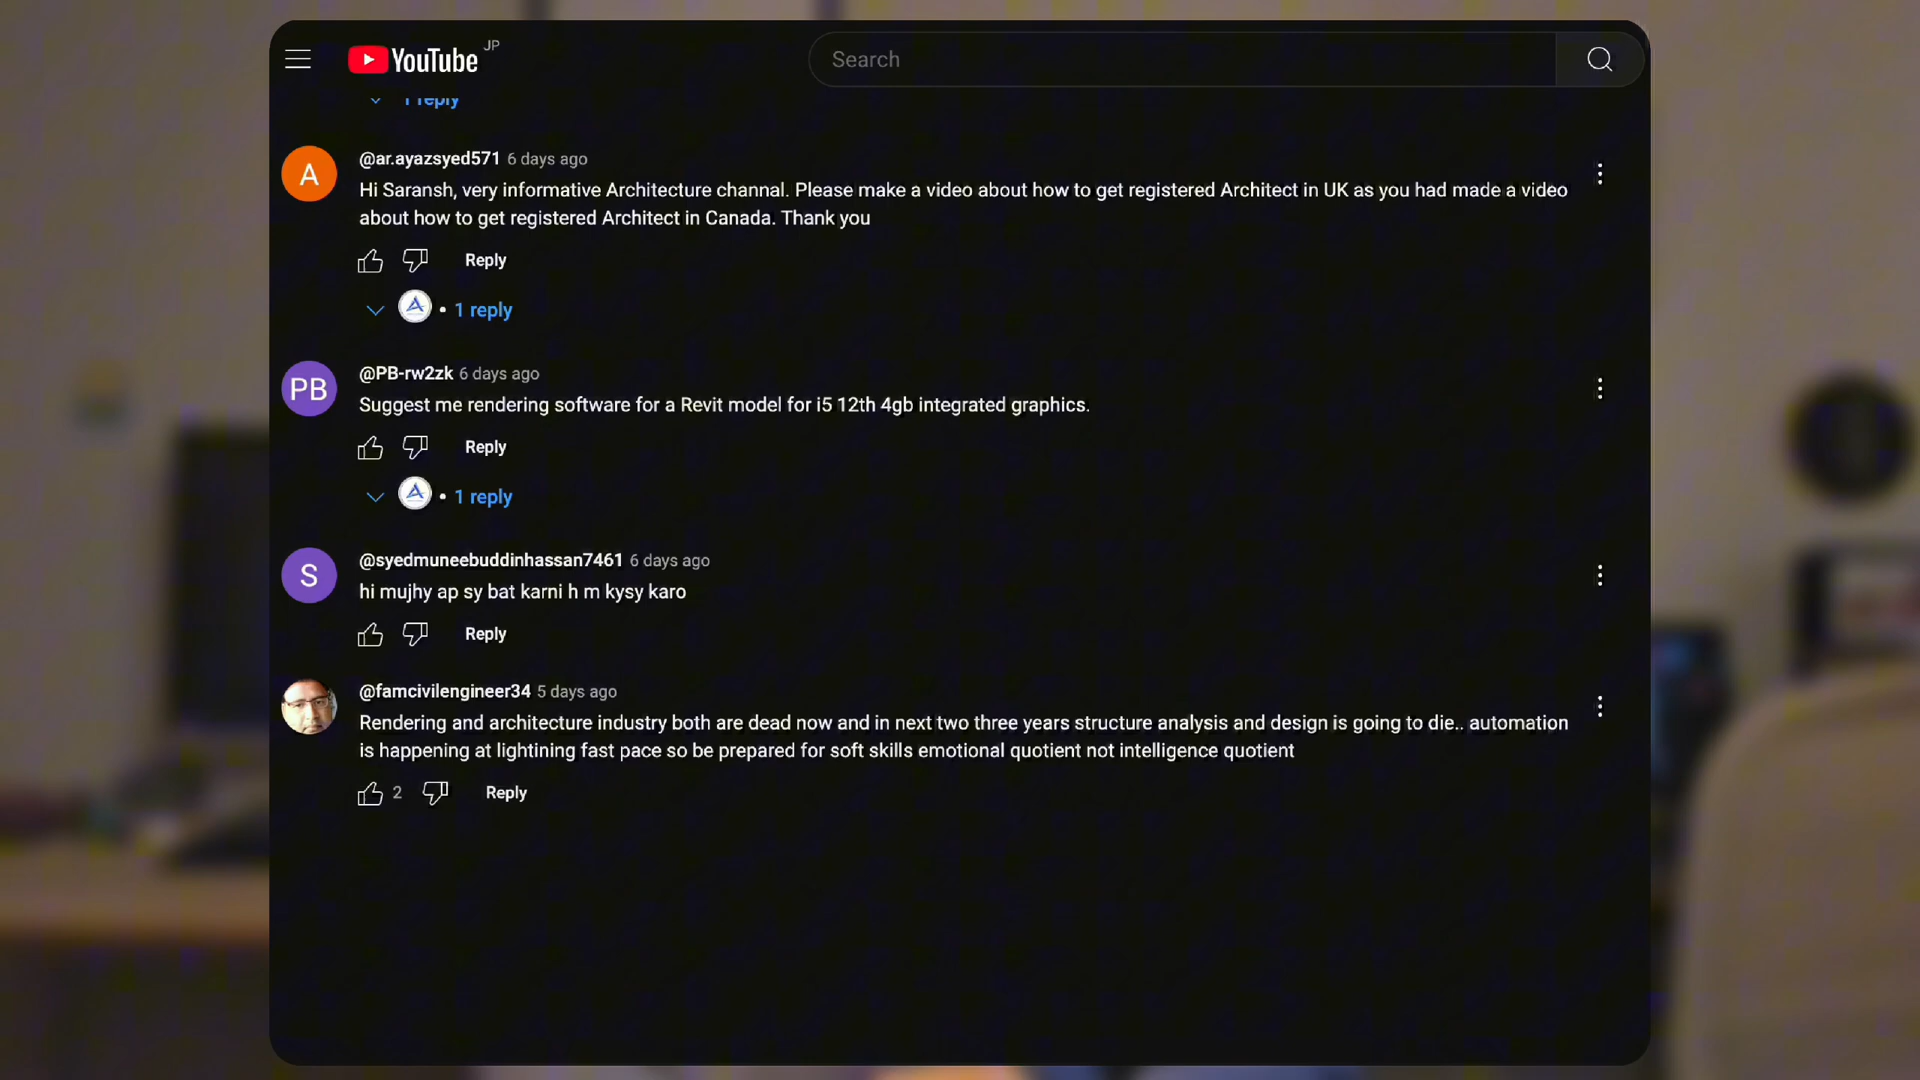 YouTube JP
Search
1 reply
A
@ar.ayazsyed571 6 days ago
Hi Saransh, very informative Architecture channal. Please make a video about how to get registered Architect in UK as you had made a video
about how to get registered Architect in Canada. Thank you
Reply
• 1 reply
PB
@PB-rw2zk 6 days ago
Suggest me rendering software for a Revit model for i5 12th 4gb integrated graphics.
Reply
• 1 reply
S
@syedmuneebuddinhassan7461 6 days ago
hi mujhy ap sy bat karni h m kysy karo
Reply
@famcivilengineer34 5 days ago
Rendering and architecture industry both are dead now and in next two three years structure analysis and design is going to die.. automation
is happening at lightining fast pace so be prepared for soft skills emotional quotient not intelligence quotient
2 Reply